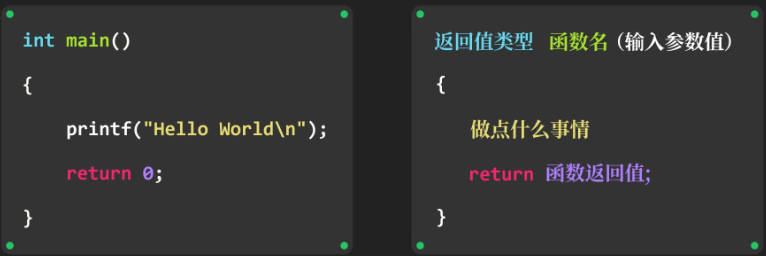 int main()
{
printf("Hello World\n");
return 0;
}
返回值类型 函数名 (输入参数值)
{
做点什么事情
return 函数返回值;
}